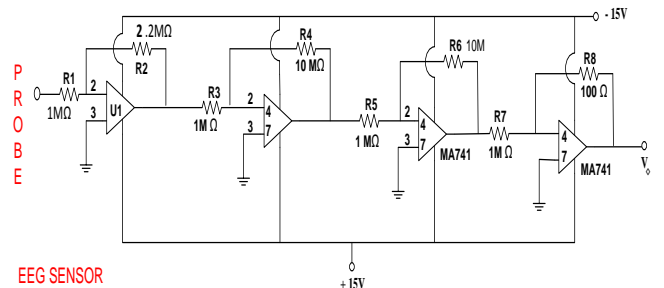 - 15V
2 .2MΩ
R2
R4
10 MΩ
R6 10M
R8
100 Ω
P
R
O
B
E
R1
1MΩ
2
3
U1
R3
1M Ω
2
3
4
7
R5
1 MΩ
2
3
4
7
MA741
R7
1M Ω
4
7
MA741
V₀
EEG SENSOR
+ 15V